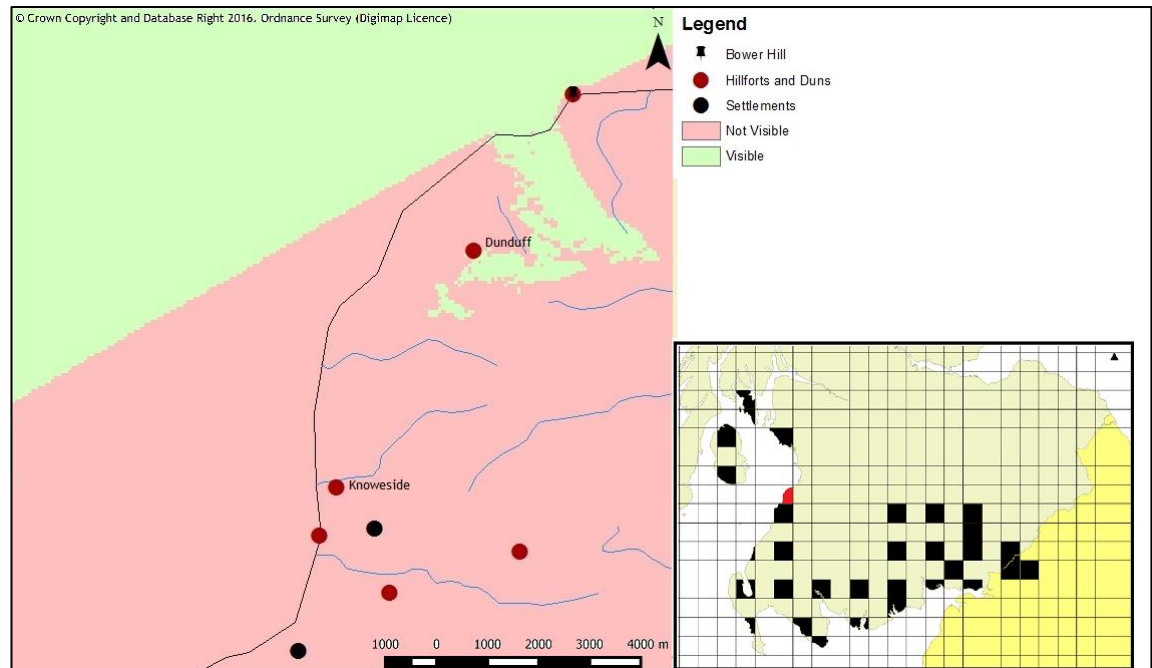 © Crown Copyright and Database Right 2016. Ordnance Survey (Digimap Licence)
N
Legend
Bower Hill
Hillforts and Duns
Settlements
Not Visible
Visible
Dunduff
Knoweside
1000 0 1000 2000 3000 4000 m